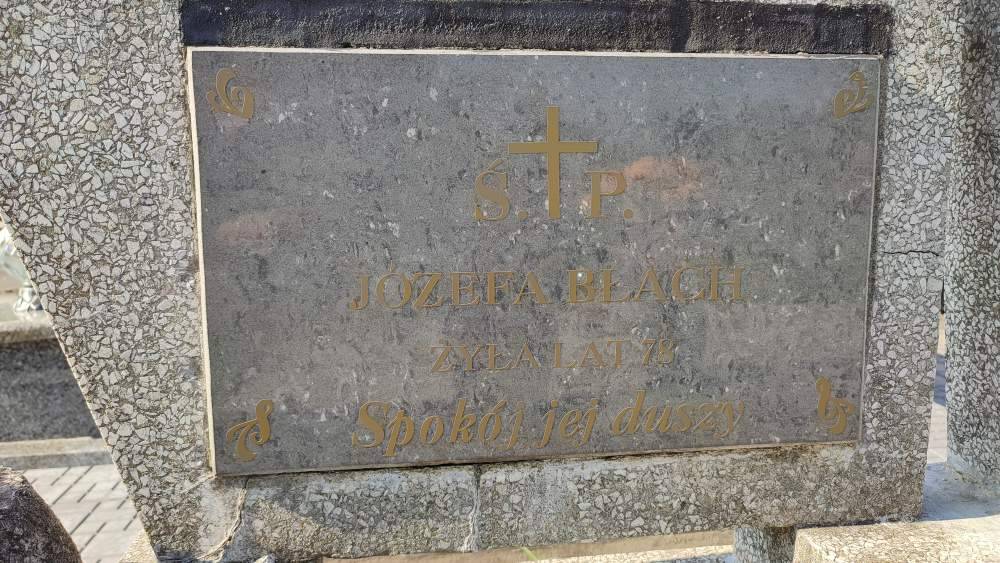 Ś. P.
JÓZEFA BŁACH
ŻYŁA LAT 78
Spokój jej duszy